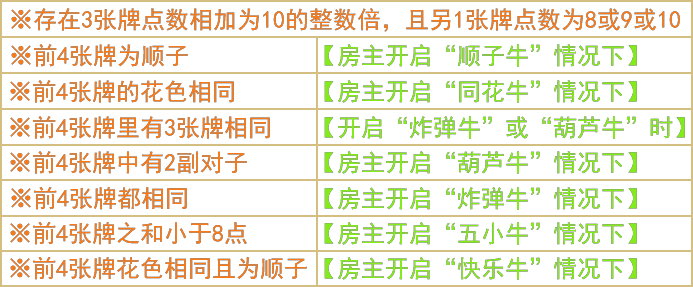 ※存在3张牌点数相加为10的整数倍，且另1张牌点数为8或9或10
※前4张牌为顺子 【房主开启“顺子牛”情况下】
※前4张牌的花色相同 【房主开启“同花牛”情况下】
※前4张牌里有3张牌相同 【开启“炸弹牛”或“葫芦牛”时】
※前4张牌中有2副对子 【房主开启“葫芦牛”情况下】
※前4张牌都相同 【房主开启“炸弹牛”情况下】
※前4张牌之和小于8点 【房主开启“五小牛”情况下】
※前4张牌花色相同且为顺子 【房主开启“快乐牛”情况下】